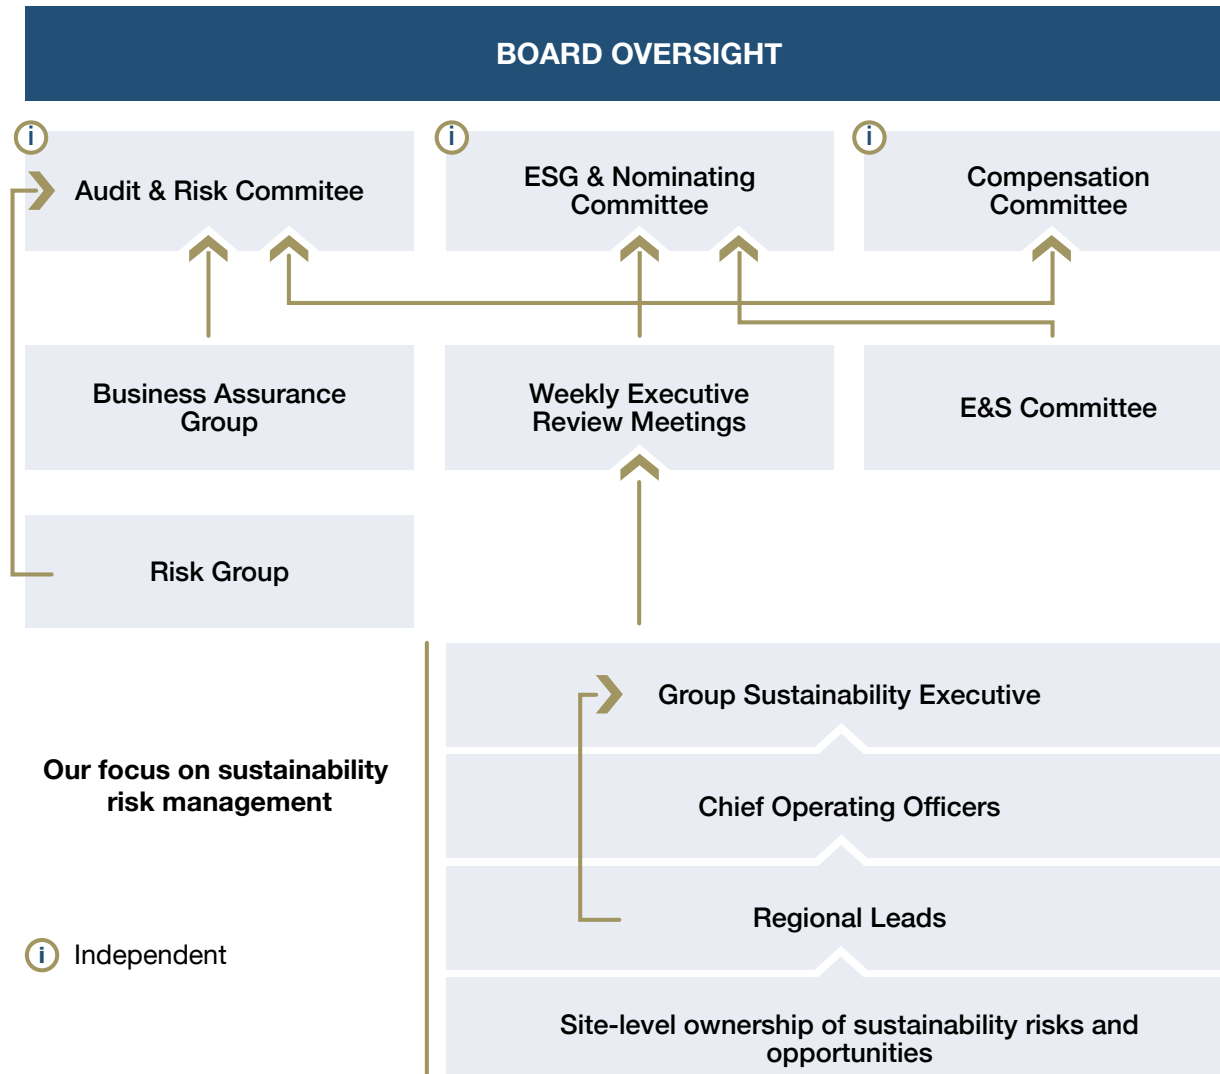 BOARD OVERSIGHT
i
Audit & Risk Commitee
i
ESG & Nominating
Committee
i
Compensation
Committee
Business Assurance
Group
Weekly Executive
Review Meetings
E&S Committee
Risk Group
Our focus on sustainability
risk management
i Independent
Group Sustainability Executive
Chief Operating Officers
Regional Leads
Site-level ownership of sustainability risks and
opportunities